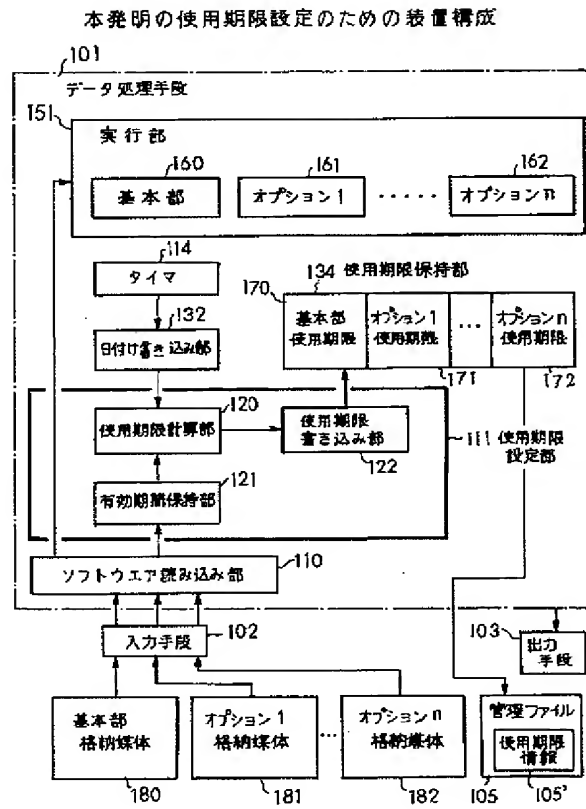 本発明の使用期限設定のための装置構成
101
データ処理手段
151
実行部
160
161
162
基本部
オプション1
・・・・・
オプションn
114
タイマ
134 使用期限保持部
170
132
基本部
使用期限
オプション1
使用期限
・・・
オプションn
使用期限
日付け書き込み部
171
172
120
使用期限計算部
使用期限
書き込み部
122
111 使用期限
設定部
121
有効期間保持部
110
ソフトウエア読み込み部
102
入力手段
103
出力
手段
基本部
格納媒体
オプション1
格納媒体
・・・
オプションn
格納媒体
管理ファイル
使用期限
情報
180
181
182
105
105'